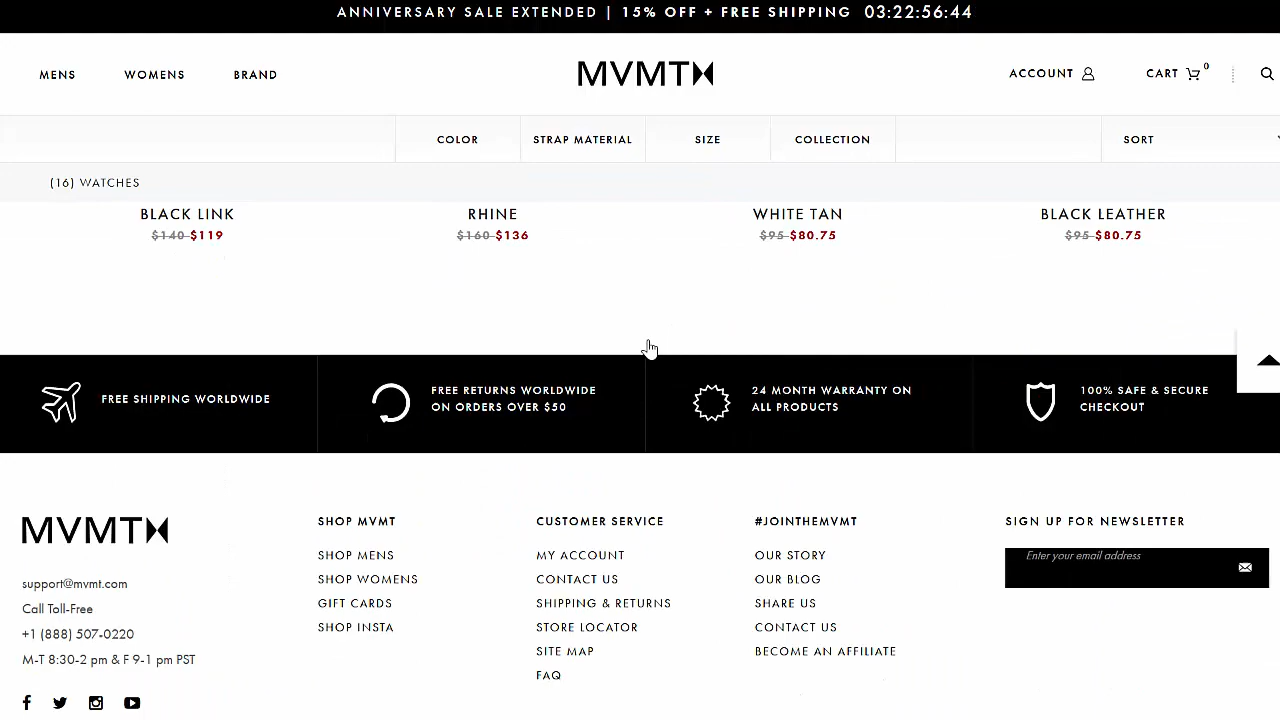 ANNIVERSARY SALE EXTENDED | 15% OFF + FREE SHIPPING 03:22:56:44
MENS WOMENS BRAND MVMT ACCOUNT CART 0
COLOR STRAP MATERIAL SIZE COLLECTION SORT
(16) WATCHES
BLACK LINK RHINE WHITE TAN BLACK LEATHER
$140 $119 $160 $136 $95 $80.75 $95 $80.75
FREE SHIPPING WORLDWIDE
FREE RETURNS WORLDWIDE
ON ORDERS OVER $50
24 MONTH WARRANTY ON
ALL PRODUCTS
100% SAFE & SECURE
CHECKOUT
MVMT
support@mvmt.com
Call Toll-Free
+1 (888) 507-0220
M-T 8:30-2 pm & F 9-1 pm PST
SHOP MVMT
SHOP MENS
SHOP WOMENS
GIFT CARDS
SHOP INSTA
CUSTOMER SERVICE
MY ACCOUNT
CONTACT US
SHIPPING & RETURNS
STORE LOCATOR
SITE MAP
FAQ
#JOINTHEMVMT
OUR STORY
OUR BLOG
SHARE US
CONTACT US
BECOME AN AFFILIATE
SIGN UP FOR NEWSLETTER
Enter your email address